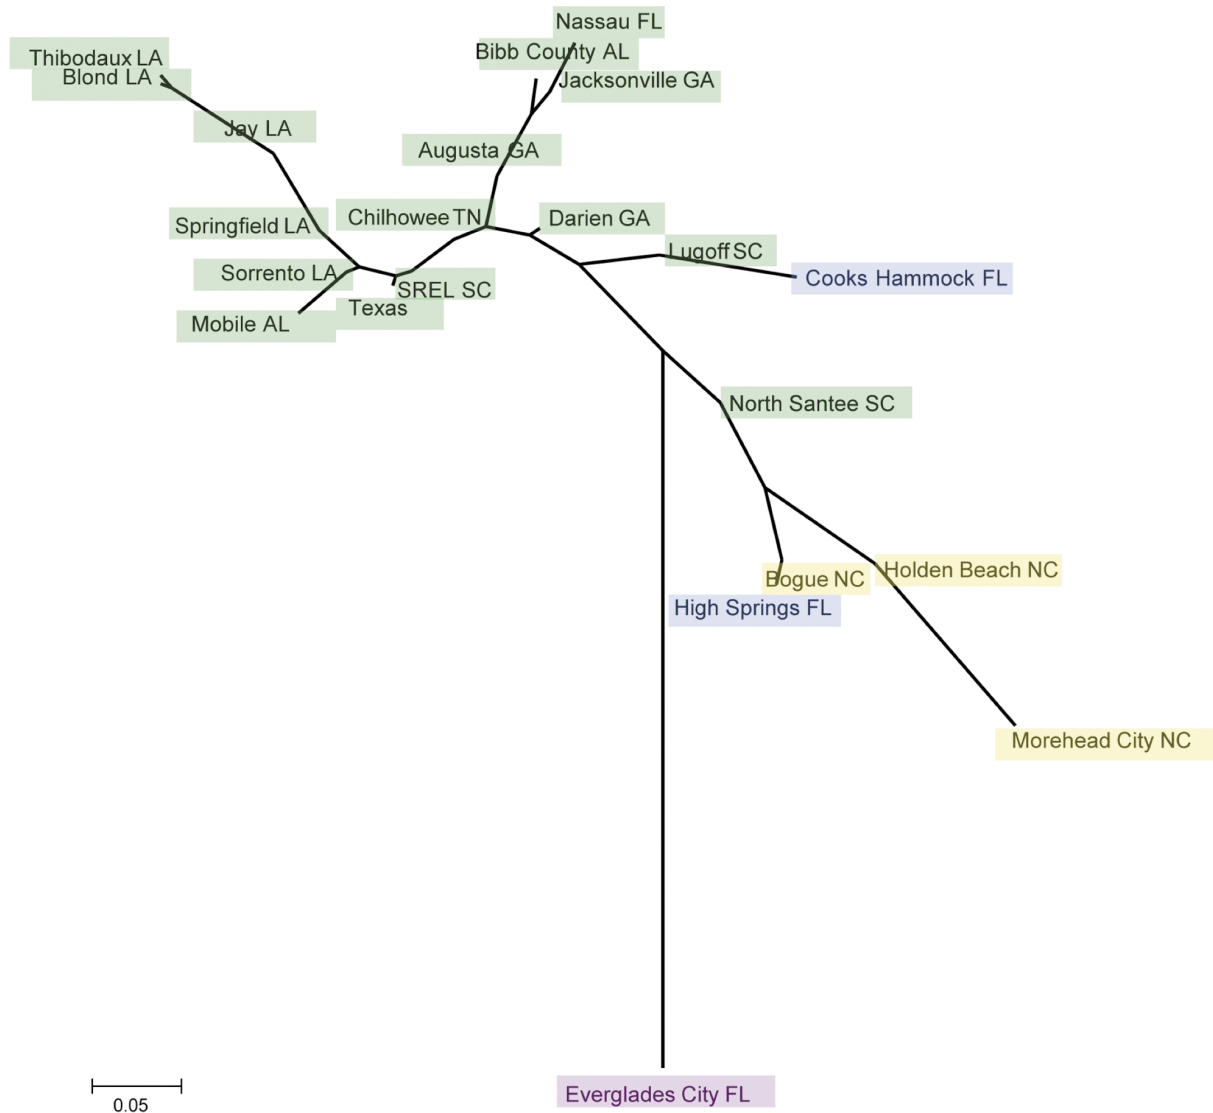 Nassau FL
Thibodaux LA
Bibb County AL
Blond LA
Jacksonville GA
Jay LA
Augusta GA
Chilhowee TN
Darien GA
Springfield LA
Lugoff SC
Sorrento LA
Cooks Hammock FL
SREL SC
Texas
Mobile AL
North Santee SC
Holden Beach NC
Bogue NC
High Springs FL
Morehead City NC
Everglades City FL
0.05